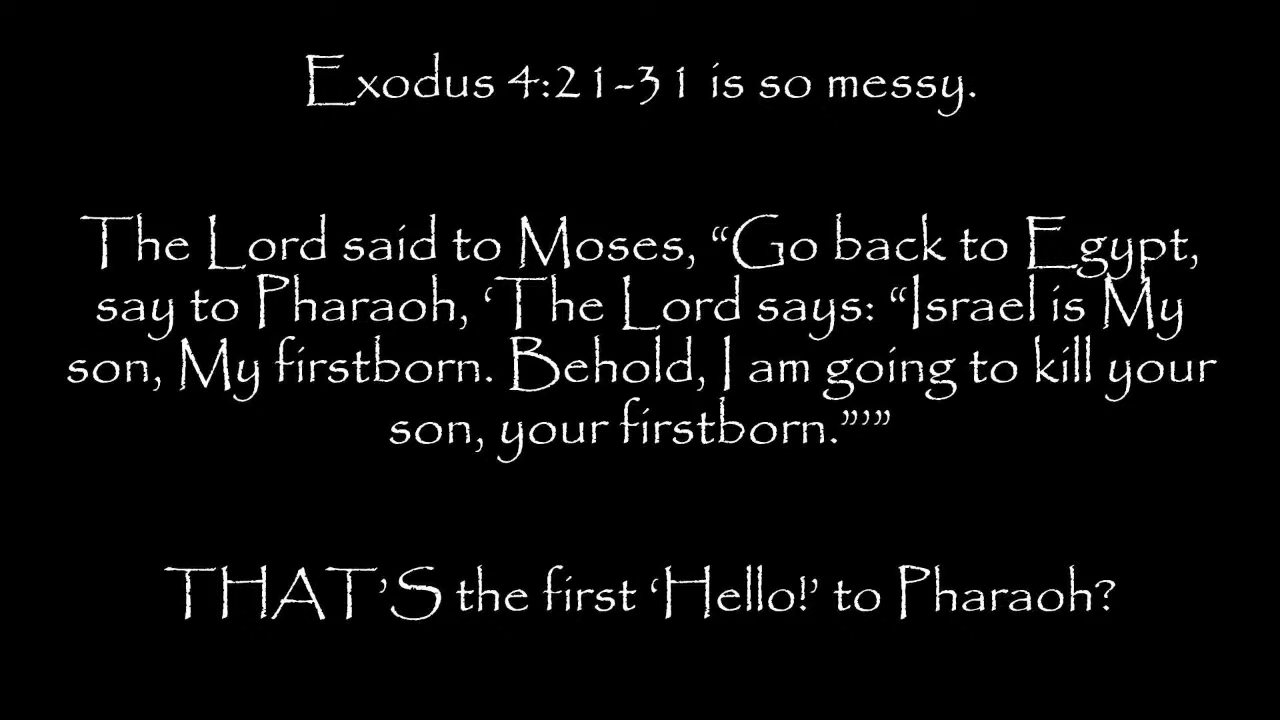 Exodus 4:21-31 is so messy.
The Lord said to Moses, “Go back to Egypt,
say to Pharaoh, ‘The Lord says: “Israel is My
son, My firstborn. Behold, I am going to kill your
son, your firstborn.”’”
THAT’S the first ‘Hello!’ to Pharaoh?